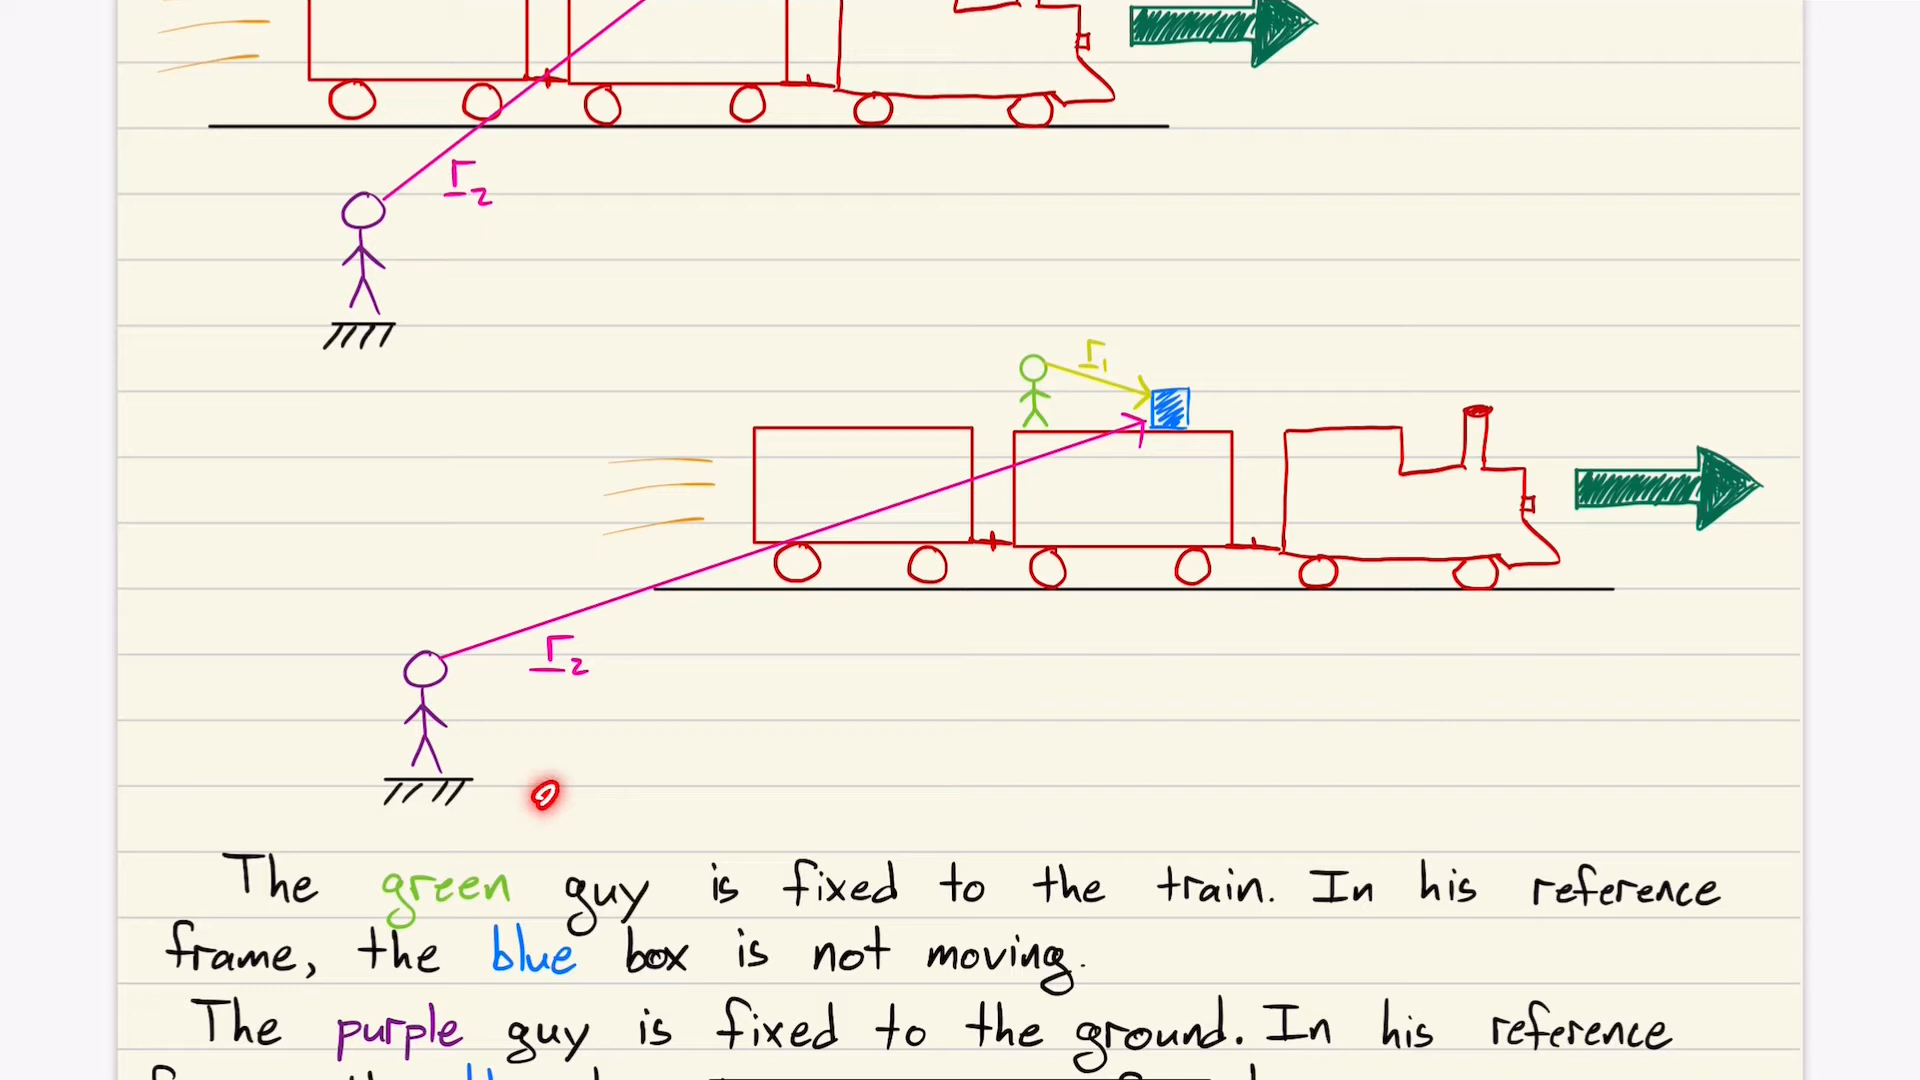 r2
r1
r2
The green guy is fixed to the train. In his reference
frame, the blue box is not moving.
The purple guy is fixed to the ground. In his reference